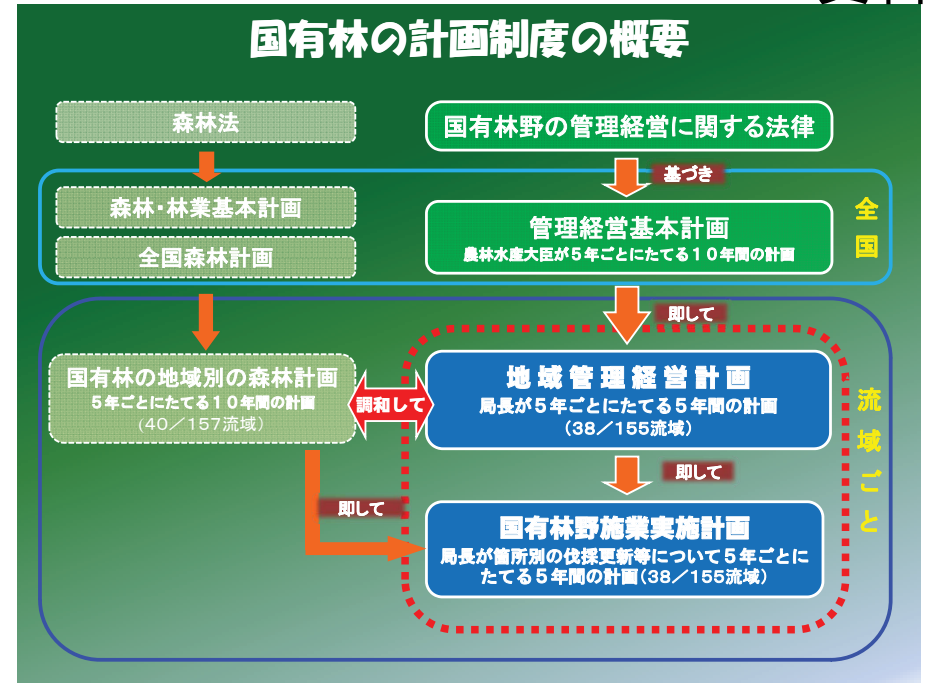 国有林の計画制度の概要
森林法
国有林野の管理経営に関する法律
基づき
森林・林業基本計画
全国森林計画
管理経営基本計画
農林水産大臣が5年ごとにたてる10年間の計画
全国
即して
国有林の地域別の森林計画
5年ごとにたてる10年間の計画
(40/157流域)
調和して
地域管理経営計画
局長が5年ごとにたてる5年間の計画
(38/155流域)
流域ごと
即して
即して
国有林野施業実施計画
局長が箇所別の伐採更新等について5年ごとに
たてる5年間の計画(38/155流域)